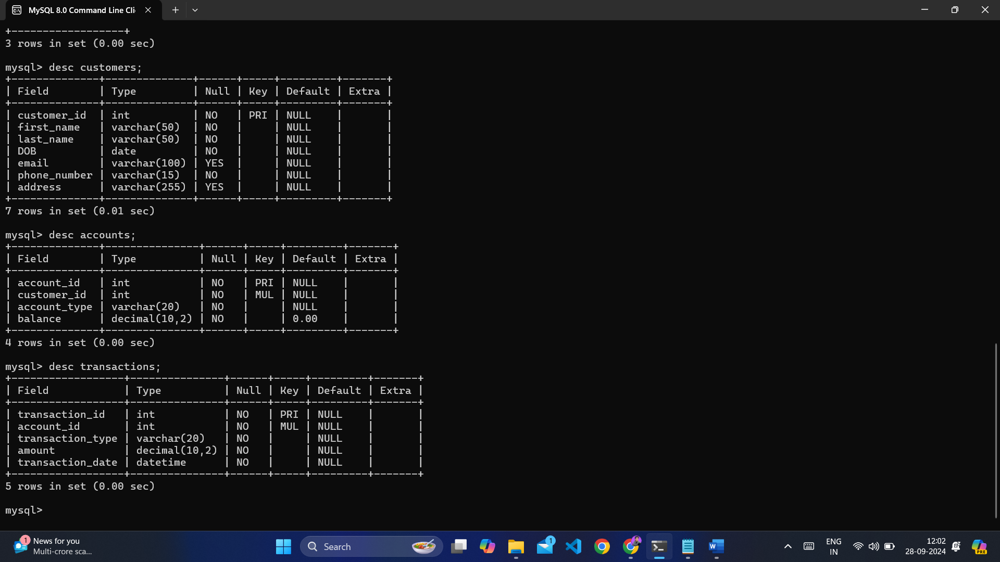 MySQL 8.0 Command Line Cli
+------------------+
3 rows in set (0.00 sec)
mysql> desc customers;
+--------------+--------------+------+-----+---------+-------+
| Field        | Type         | Null | Key | Default | Extra |
+--------------+--------------+------+-----+---------+-------+
| customer_id  | int          | NO   | PRI | NULL    |       |
| first_name   | varchar(50)  | NO   |     | NULL    |       |
| last_name    | varchar(50)  | NO   |     | NULL    |       |
| DOB          | date         | NO   |     | NULL    |       |
| email        | varchar(100) | YES  |     | NULL    |       |
| phone_number | varchar(15)  | NO   |     | NULL    |       |
| address      | varchar(255) | YES  |     | NULL    |       |
+--------------+--------------+------+-----+---------+-------+
7 rows in set (0.01 sec)
mysql> desc accounts;
+--------------+---------------+------+-----+---------+-------+
| Field        | Type          | Null | Key | Default | Extra |
+--------------+---------------+------+-----+---------+-------+
| account_id   | int           | NO   | PRI | NULL    |       |
| customer_id  | int           | NO   | MUL | NULL    |       |
| account_type | varchar(20)   | NO   |     | NULL    |       |
| balance      | decimal(10,2) | NO   |     | 0.00    |       |
+--------------+---------------+------+-----+---------+-------+
4 rows in set (0.00 sec)
mysql> desc transactions;
+------------------+---------------+------+-----+---------+-------+
| Field            | Type          | Null | Key | Default | Extra |
+------------------+---------------+------+-----+---------+-------+
| transaction_id   | int           | NO   | PRI | NULL    |       |
| account_id       | int           | NO   | MUL | NULL    |       |
| transaction_type | varchar(20)   | NO   |     | NULL    |       |
| amount           | decimal(10,2) | NO   |     | NULL    |       |
| transaction_date | datetime      | NO   |     | NULL    |       |
+------------------+---------------+------+-----+---------+-------+
5 rows in set (0.00 sec)
mysql>
1
News for you
Multi-crore sca...
Search
1
W
ENG
IN
12:02
28-09-2024
PRE